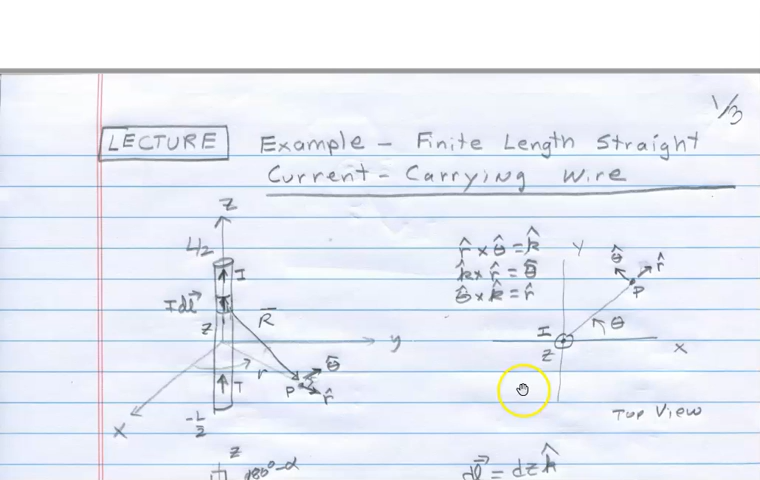 1/3
LECTURE Example - Finite Length Straight
Current - Carrying Wire
Z
L/2
I
Idl⃗
Z
R̄
y
r
θ̂
P
r̂
I
-L/2
X
r̂ x θ̂ = k̂
k̂ x r̂ = θ̂
θ̂ x k̂ = r̂
Y
θ̂
r̂
P
I
θ
Z
X
Top View
z
180°-α
dl⃗ = dz k̂